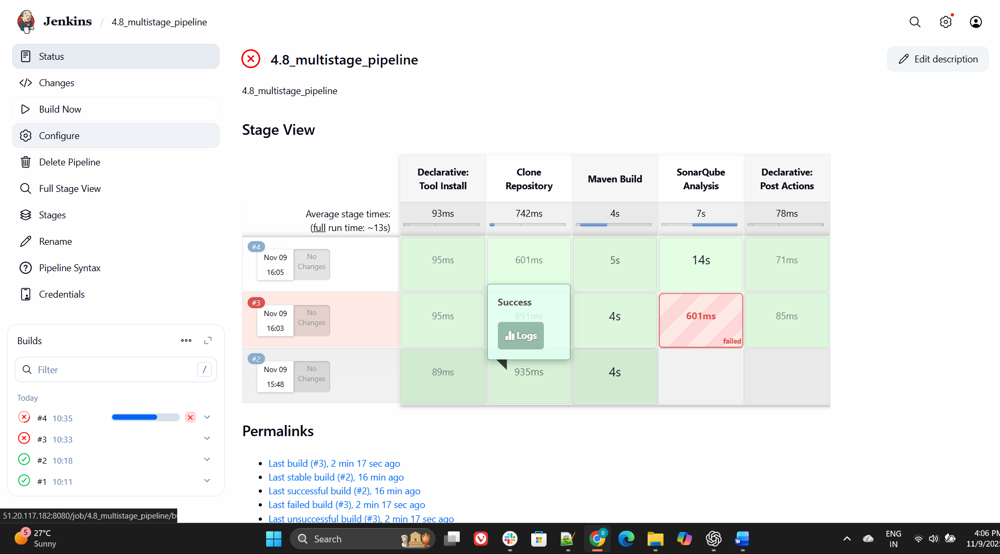 Jenkins / 4.8_multistage_pipeline
Status
Changes
Build Now
Configure
Delete Pipeline
Full Stage View
Stages
Rename
Pipeline Syntax
Credentials
Builds
Filter
/
Today
#4 10:35
#3 10:33
#2 10:18
#1 10:11
4.8_multistage_pipeline
Edit description
4.8_multistage_pipeline
Stage View
Declarative:
Tool Install
Clone
Repository
Maven Build
SonarQube
Analysis
Declarative:
Post Actions
Average stage times:
(full run time: ~13s)
93ms
742ms
4s
7s
78ms
#4
Nov 09
16:05
No
Changes
95ms
601ms
5s
14s
71ms
#3
Nov 09
16:03
No
Changes
95ms
Success
691ms
Logs
4s
601ms
failed
85ms
#2
Nov 09
15:48
No
Changes
89ms
935ms
4s
Permalinks
Last build (#3), 2 min 17 sec ago
Last stable build (#2), 16 min ago
Last successful build (#2), 16 min ago
Last failed build (#3), 2 min 17 sec ago
Last unsuccessful build (#3), 2 min 17 sec ago
51.20.117.182:8080/job/4.8_multistage_pipeline/b
5
27°C
Sunny
Search
B
W
ENG
IN
4:06 PM
11/9/202